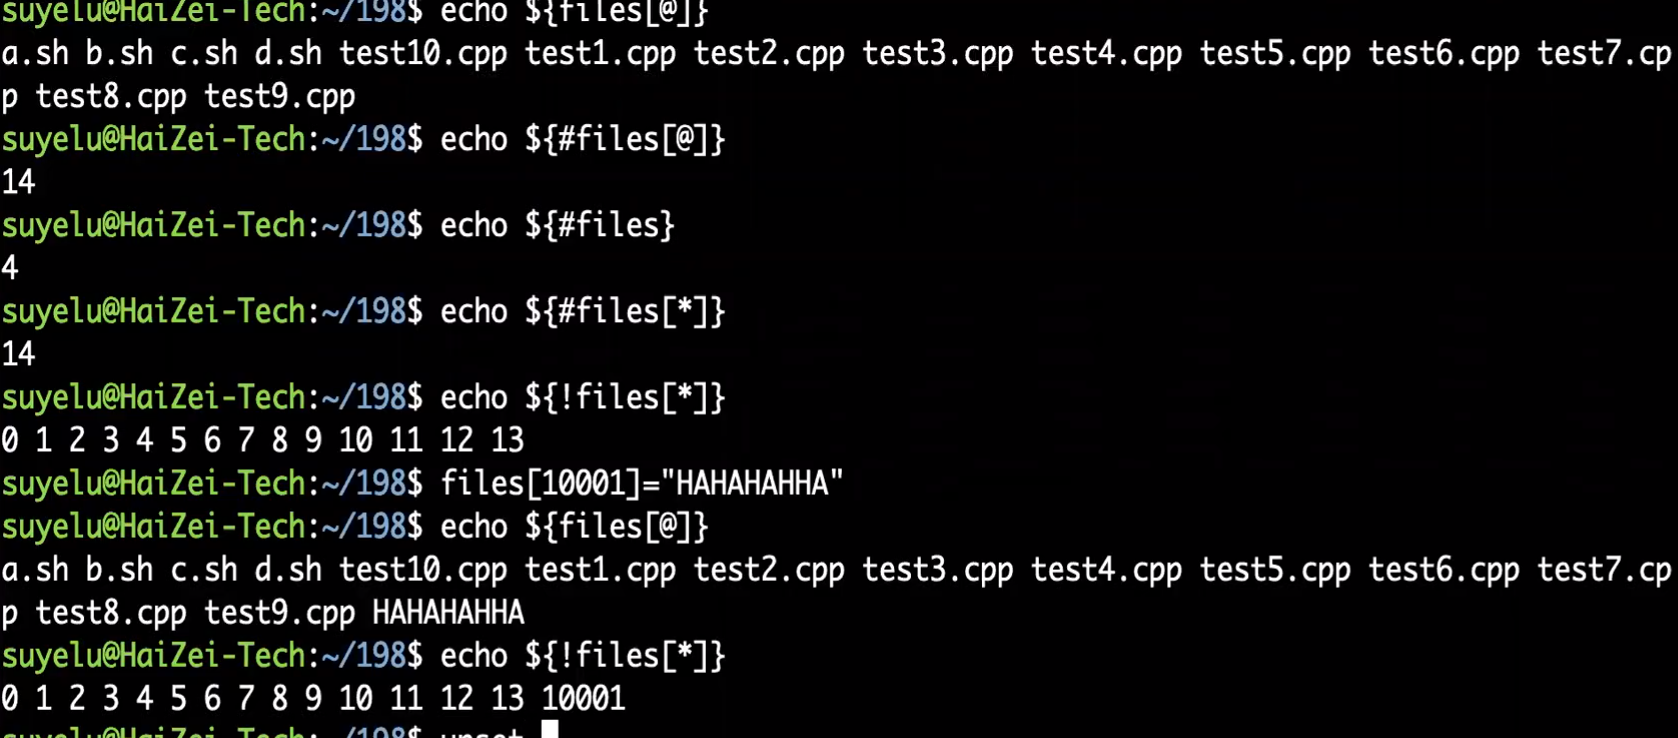 suyelu@HaiZei-Tech:~/198$ echo ${files[@]}
a.sh b.sh c.sh d.sh test10.cpp test1.cpp test2.cpp test3.cpp test4.cpp test5.cpp test6.cpp test7.cp
p test8.cpp test9.cpp
suyelu@HaiZei-Tech:~/198$ echo ${#files[@]}
14
suyelu@HaiZei-Tech:~/198$ echo ${#files}
4
suyelu@HaiZei-Tech:~/198$ echo ${#files[*]}
14
suyelu@HaiZei-Tech:~/198$ echo ${!files[*]}
0 1 2 3 4 5 6 7 8 9 10 11 12 13
suyelu@HaiZei-Tech:~/198$ files[10001]="HAHAHAHHA"
suyelu@HaiZei-Tech:~/198$ echo ${files[@]}
a.sh b.sh c.sh d.sh test10.cpp test1.cpp test2.cpp test3.cpp test4.cpp test5.cpp test6.cpp test7.cp
p test8.cpp test9.cpp HAHAHAHHA
suyelu@HaiZei-Tech:~/198$ echo ${!files[*]}
0 1 2 3 4 5 6 7 8 9 10 11 12 13 10001
suyelu@HaiZei-Tech:~/198$ unset